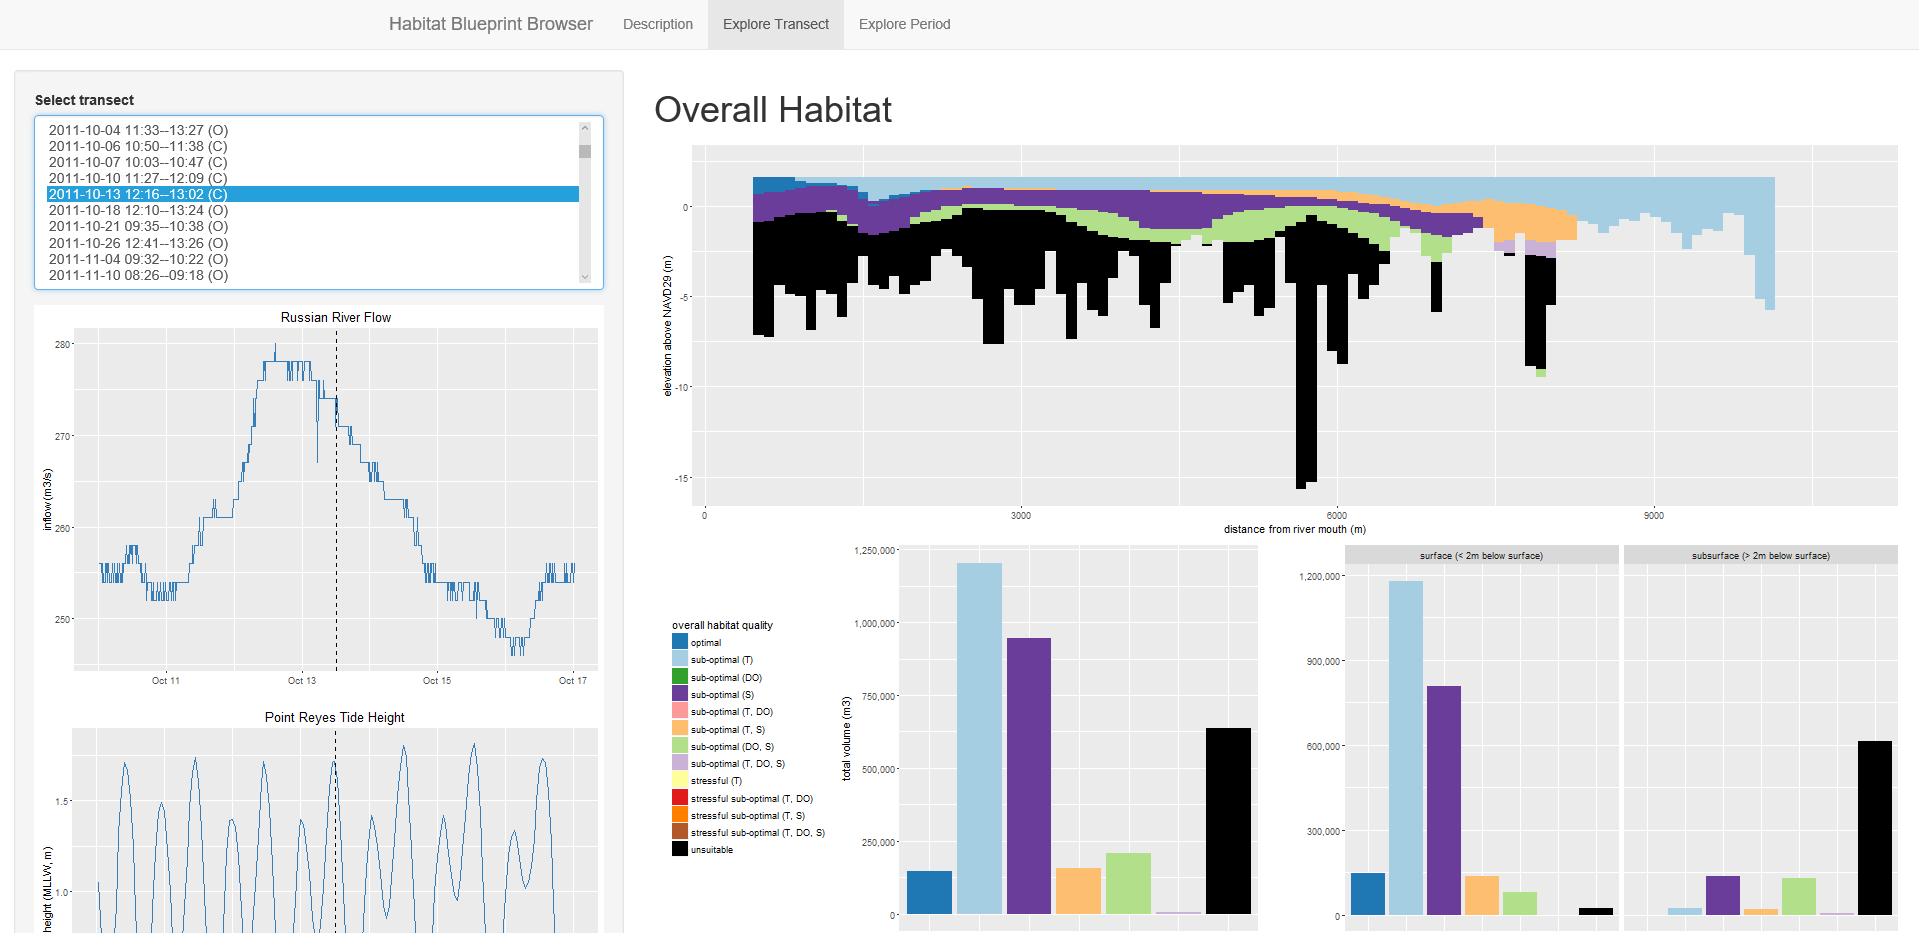 Habitat Blueprint Browser Description Explore Transect Explore Period
Select transect
2011-10-04 11:33--13:27 (O)
2011-10-06 10:50--11:38 (C)
2011-10-07 10:03--10:47 (C)
2011-10-10 11:27--12:09 (C)
2011-10-13 12:16--13:02 (C)
2011-10-18 12:10--13:24 (O)
2011-10-21 09:35--10:38 (O)
2011-10-26 12:41--13:26 (O)
2011-11-04 09:32--10:22 (O)
2011-11-10 08:26--09:18 (O)
Russian River Flow
280
270
260
250
inflow (m3/s)
Oct 11 Oct 13 Oct 15 Oct 17
Point Reyes Tide Height
1.5
1.0
height (MLLW, m)
Overall Habitat
elevation above NAVD29 (m)
0
-5
-10
-15
0 3000 6000 9000
distance from river mouth (m)
overall habitat quality
optimal
sub-optimal (T)
sub-optimal (DO)
sub-optimal (S)
sub-optimal (T, DO)
sub-optimal (T, S)
sub-optimal (DO, S)
sub-optimal (T, DO, S)
stressful (T)
stressful sub-optimal (T, DO)
stressful sub-optimal (T, S)
stressful sub-optimal (T, DO, S)
unsuitable
total volume (m3)
1,250,000
1,000,000
750,000
500,000
250,000
0
surface (< 2m below surface) subsurface (> 2m below surface)
1,200,000
900,000
600,000
300,000
0